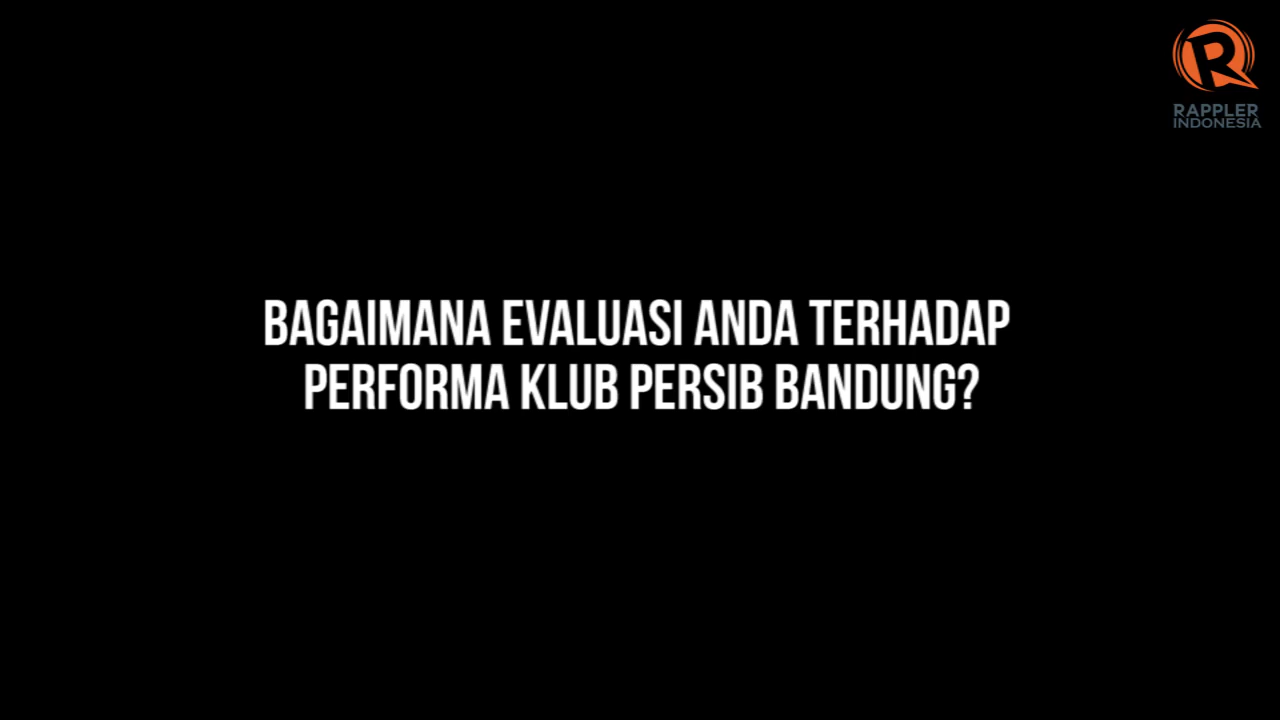 RAPPLER
INDONESIA
BAGAIMANA EVALUASI ANDA TERHADAP
PERFORMA KLUB PERSIB BANDUNG?